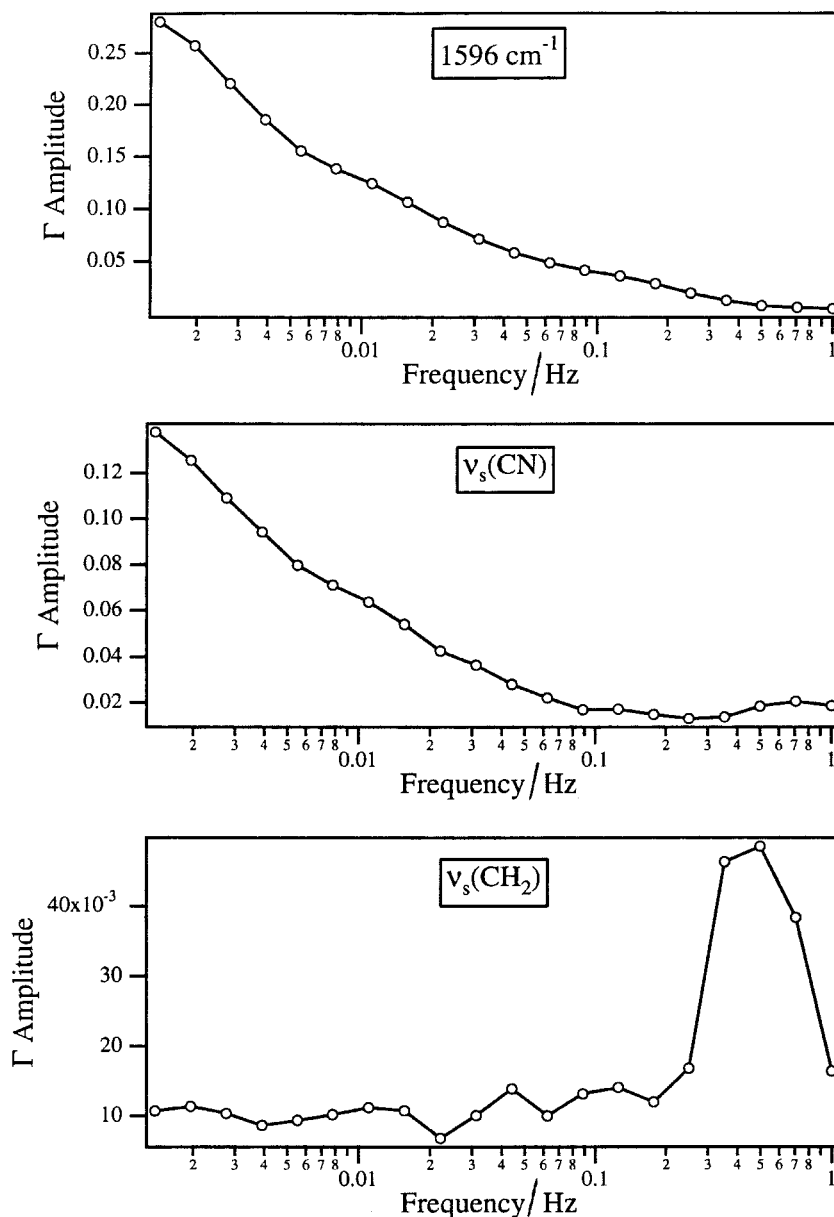 1596 cm⁻¹
Γ Amplitude
0.25
0.20
0.15
0.10
0.05
2 3 4 5 6 7 8 2 3 4 5 6 7 8 2 3 4 5 6 7 8
0.01 0.1 1
Frequency/Hz
νₛ(CN)
Γ Amplitude
0.12
0.10
0.08
0.06
0.04
0.02
2 3 4 5 6 7 8 2 3 4 5 6 7 8 2 3 4 5 6 7 8
0.01 0.1 1
Frequency/Hz
νₛ(CH₂)
Γ Amplitude
40x10⁻³
30
20
10
2 3 4 5 6 7 8 2 3 4 5 6 7 8 2 3 4 5 6 7 8
0.01 0.1 1
Frequency/Hz